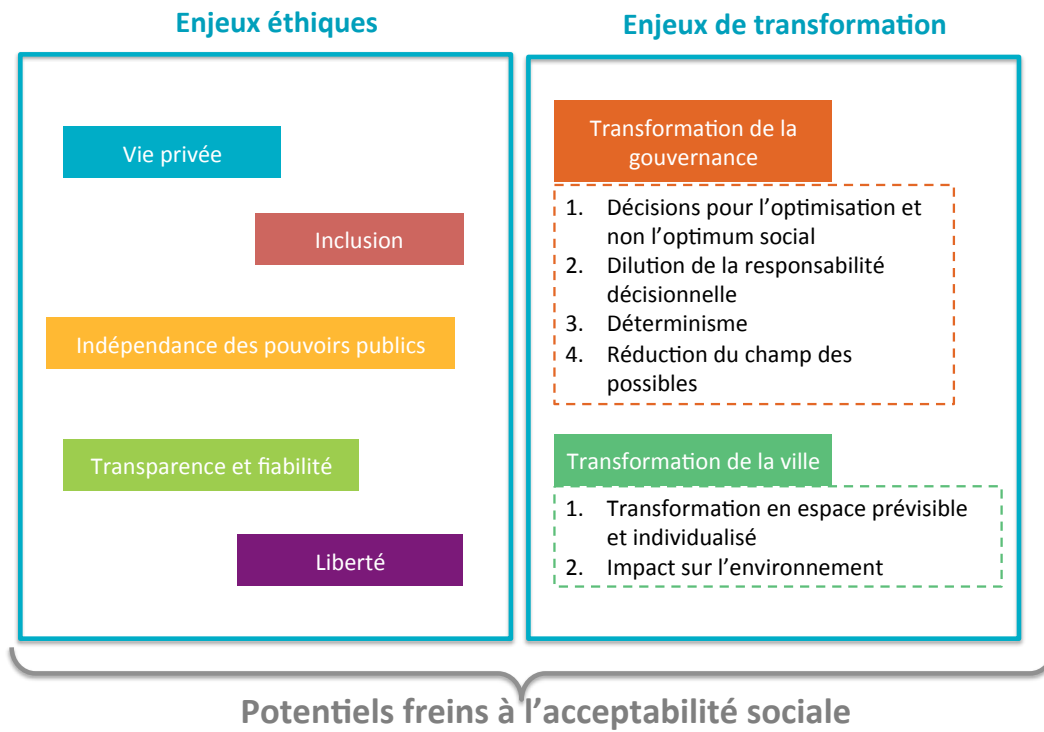 Enjeux éthiques
Vie privée
Inclusion
Indépendance des pouvoirs publics
Transparence et fiabilité
Liberté
Enjeux de transformation
Transformation de la
gouvernance
1. Décisions pour l'optimisation et
non l'optimum social
2. Dilution de la responsabilité
décisionnelle
3. Déterminisme
4. Réduction du champ des
possibles
Transformation de la ville
1. Transformation en espace prévisible
et individualisé
2. Impact sur l'environnement
Potentiels freins à l'acceptabilité sociale